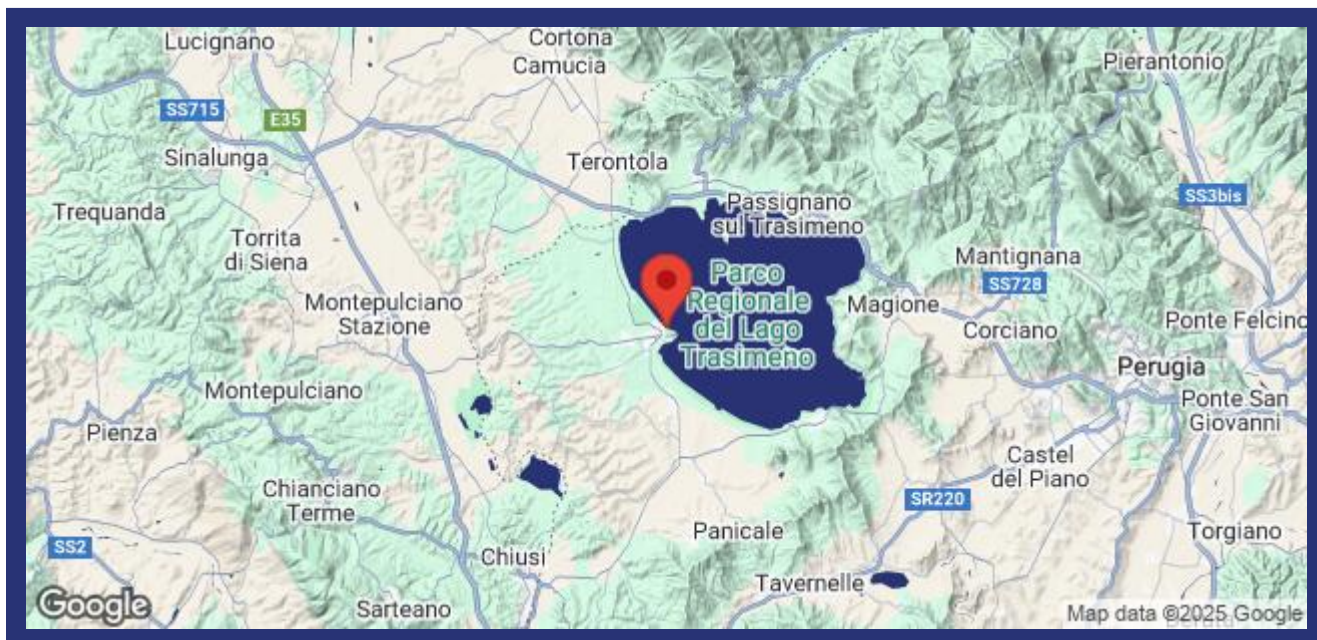 Lucignano
Cortona
Camucia
Pierantonio
SS715
E35
Sinalunga
Terontola
SS3bis
Trequanda
Passignano
sul Trasimeno
Torrita
di Siena
Mantignana
Parco
Regionale
del Lago
Trasimeno
SS728
Montepulciano
Stazione
Magione
Corciano
Ponte Felcino
Perugia
Montepulciano
Ponte San
Giovanni
Pienza
Castel
del Piano
Chianciano
Terme
SR220
Panicale
Torgiano
SS2
Chiusi
Tavernelle
Sarteano
Google
Map data ©2025 Google